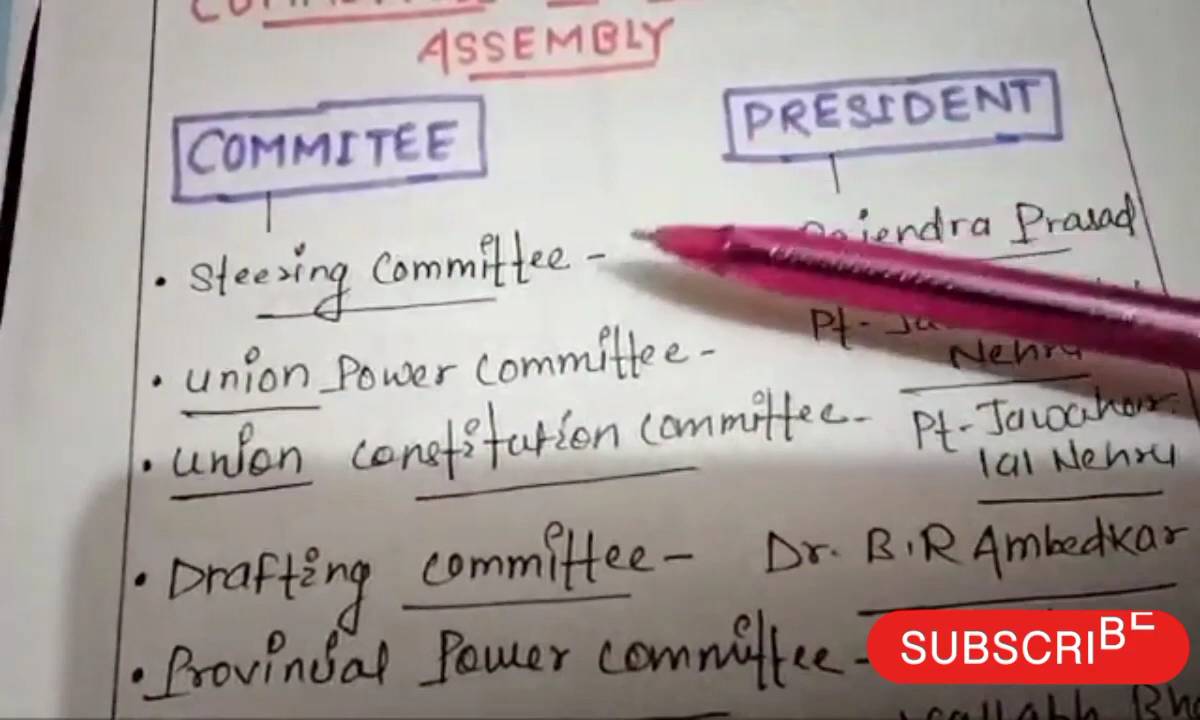 ASSEMBLY
COMMITEE PRESIDENT
• Steering Committee - Rajendra Prasad
• Union Power Committee - Pt-
Nehru
• Union Constitution Committee - Pt-Jawahar
lal Nehru
• Drafting Committee - Dr. B.R Ambedkar
• Provincial Power Committee -
SUBSCRIBE